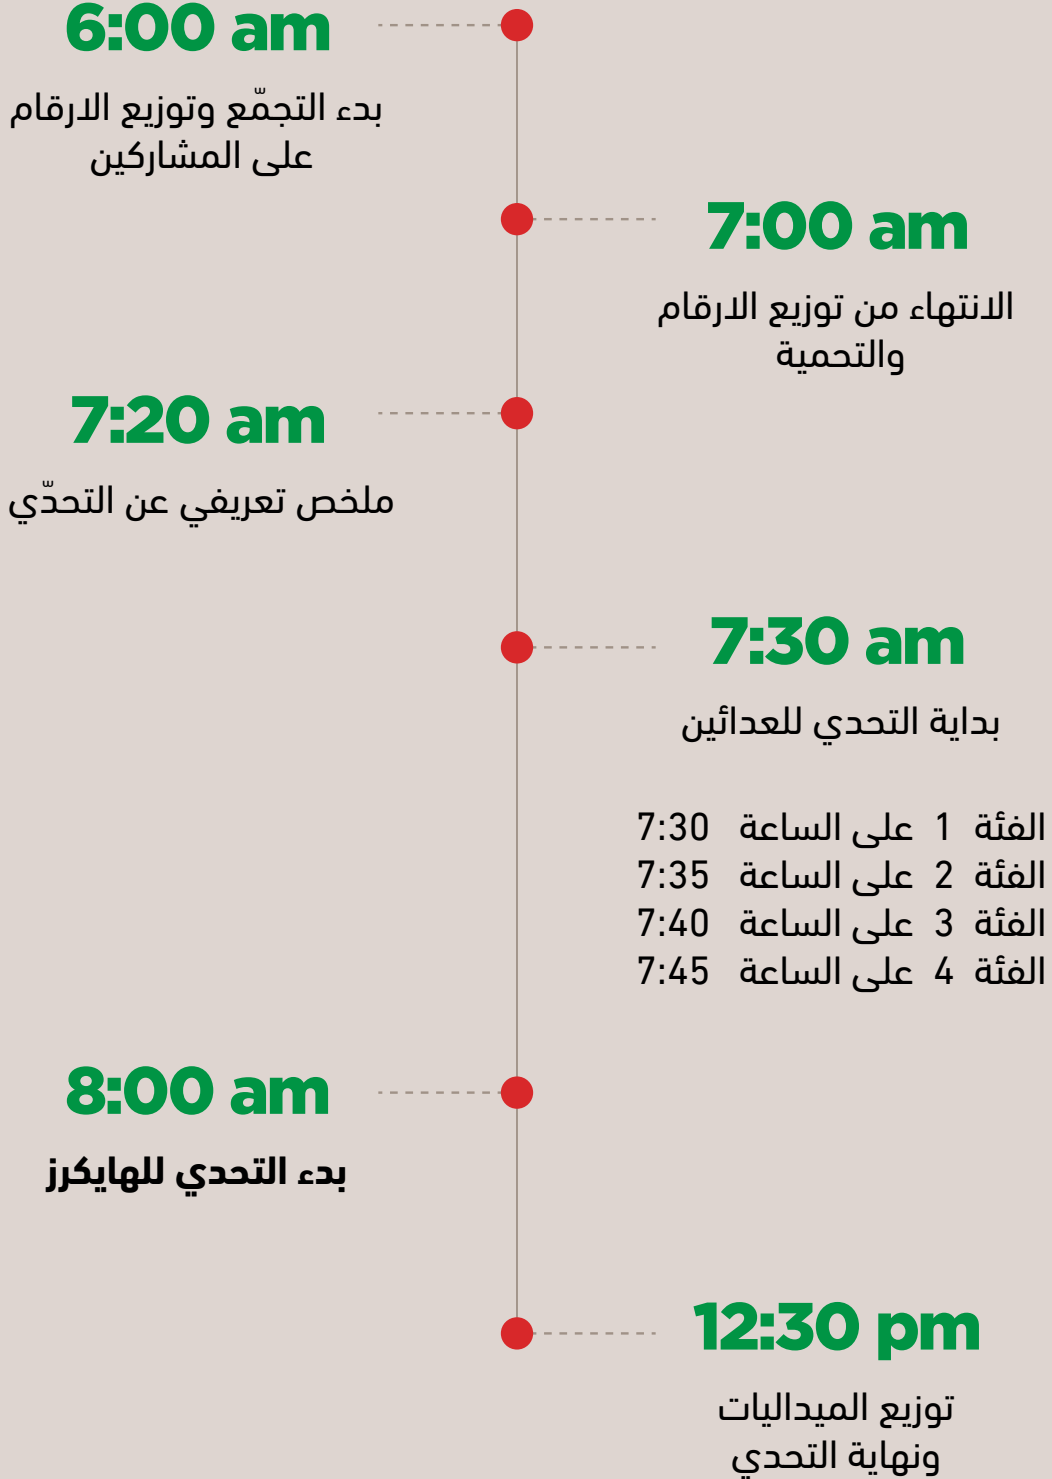 6:00 am
بدء التجمّع وتوزيع الارقام
على المشاركين
7:00 am
الانتهاء من توزيع الارقام
والتحمية
7:20 am
ملخص تعريفي عن التحدّي
7:30 am
بداية التحدي للعدائين
الفئة 1 على الساعة 7:30
الفئة 2 على الساعة 7:35
الفئة 3 على الساعة 7:40
الفئة 4 على الساعة 7:45
8:00 am
بدء التحدي للهايكرز
12:30 pm
توزيع الميداليات
ونهاية التحدي